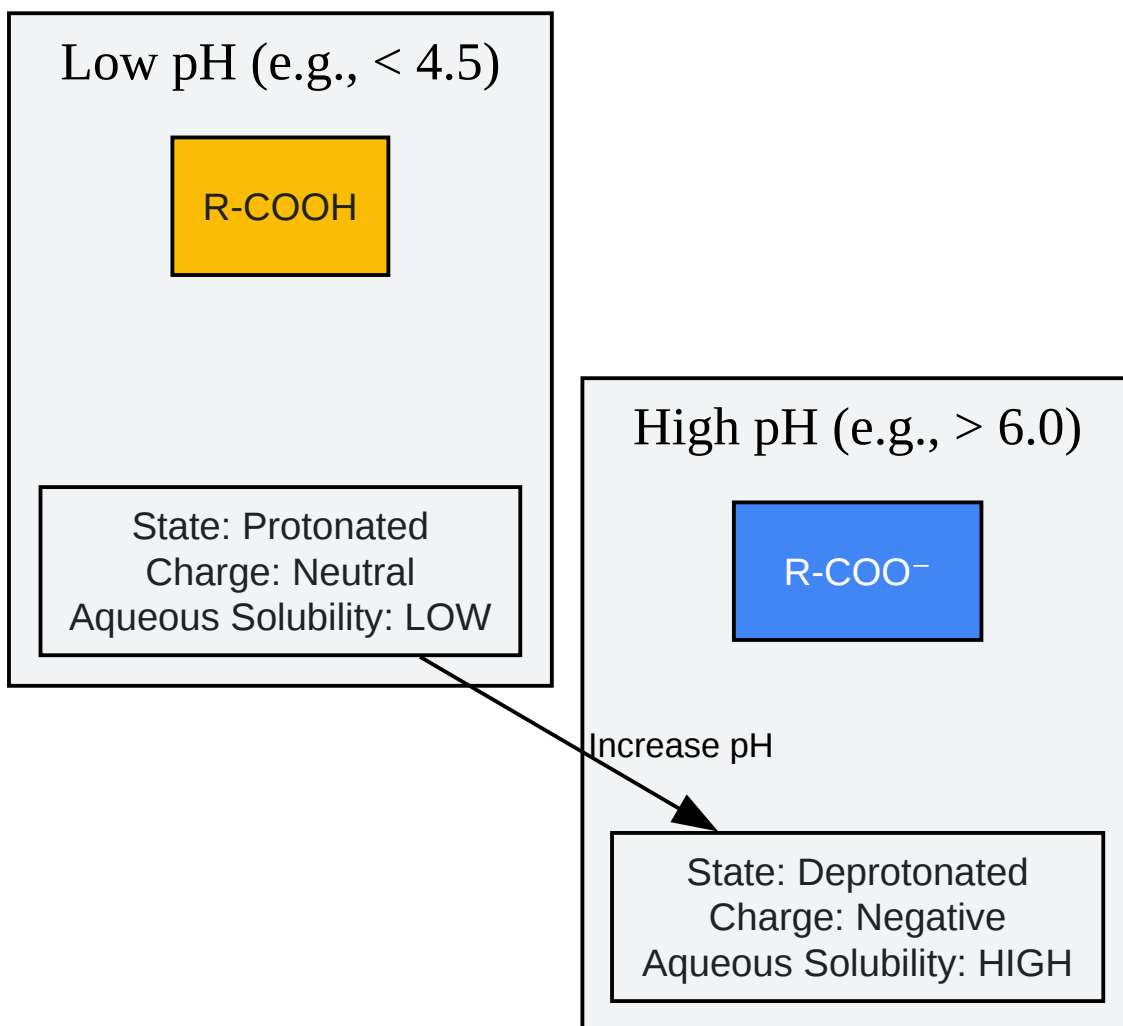 Low pH (e.g., < 4.5)
R-COOH
State: Protonated
Charge: Neutral
Aqueous Solubility: LOW
Increase pH
High pH (e.g., > 6.0)
R-COO⁻
State: Deprotonated
Charge: Negative
Aqueous Solubility: HIGH